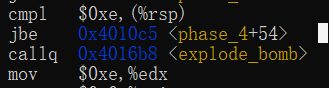 cmpl $0xe,(%rsp)
jbe 0x4010c5 <phase_4+54>
callq 0x4016b8 <explode_bomb>
mov $0xe,%edx